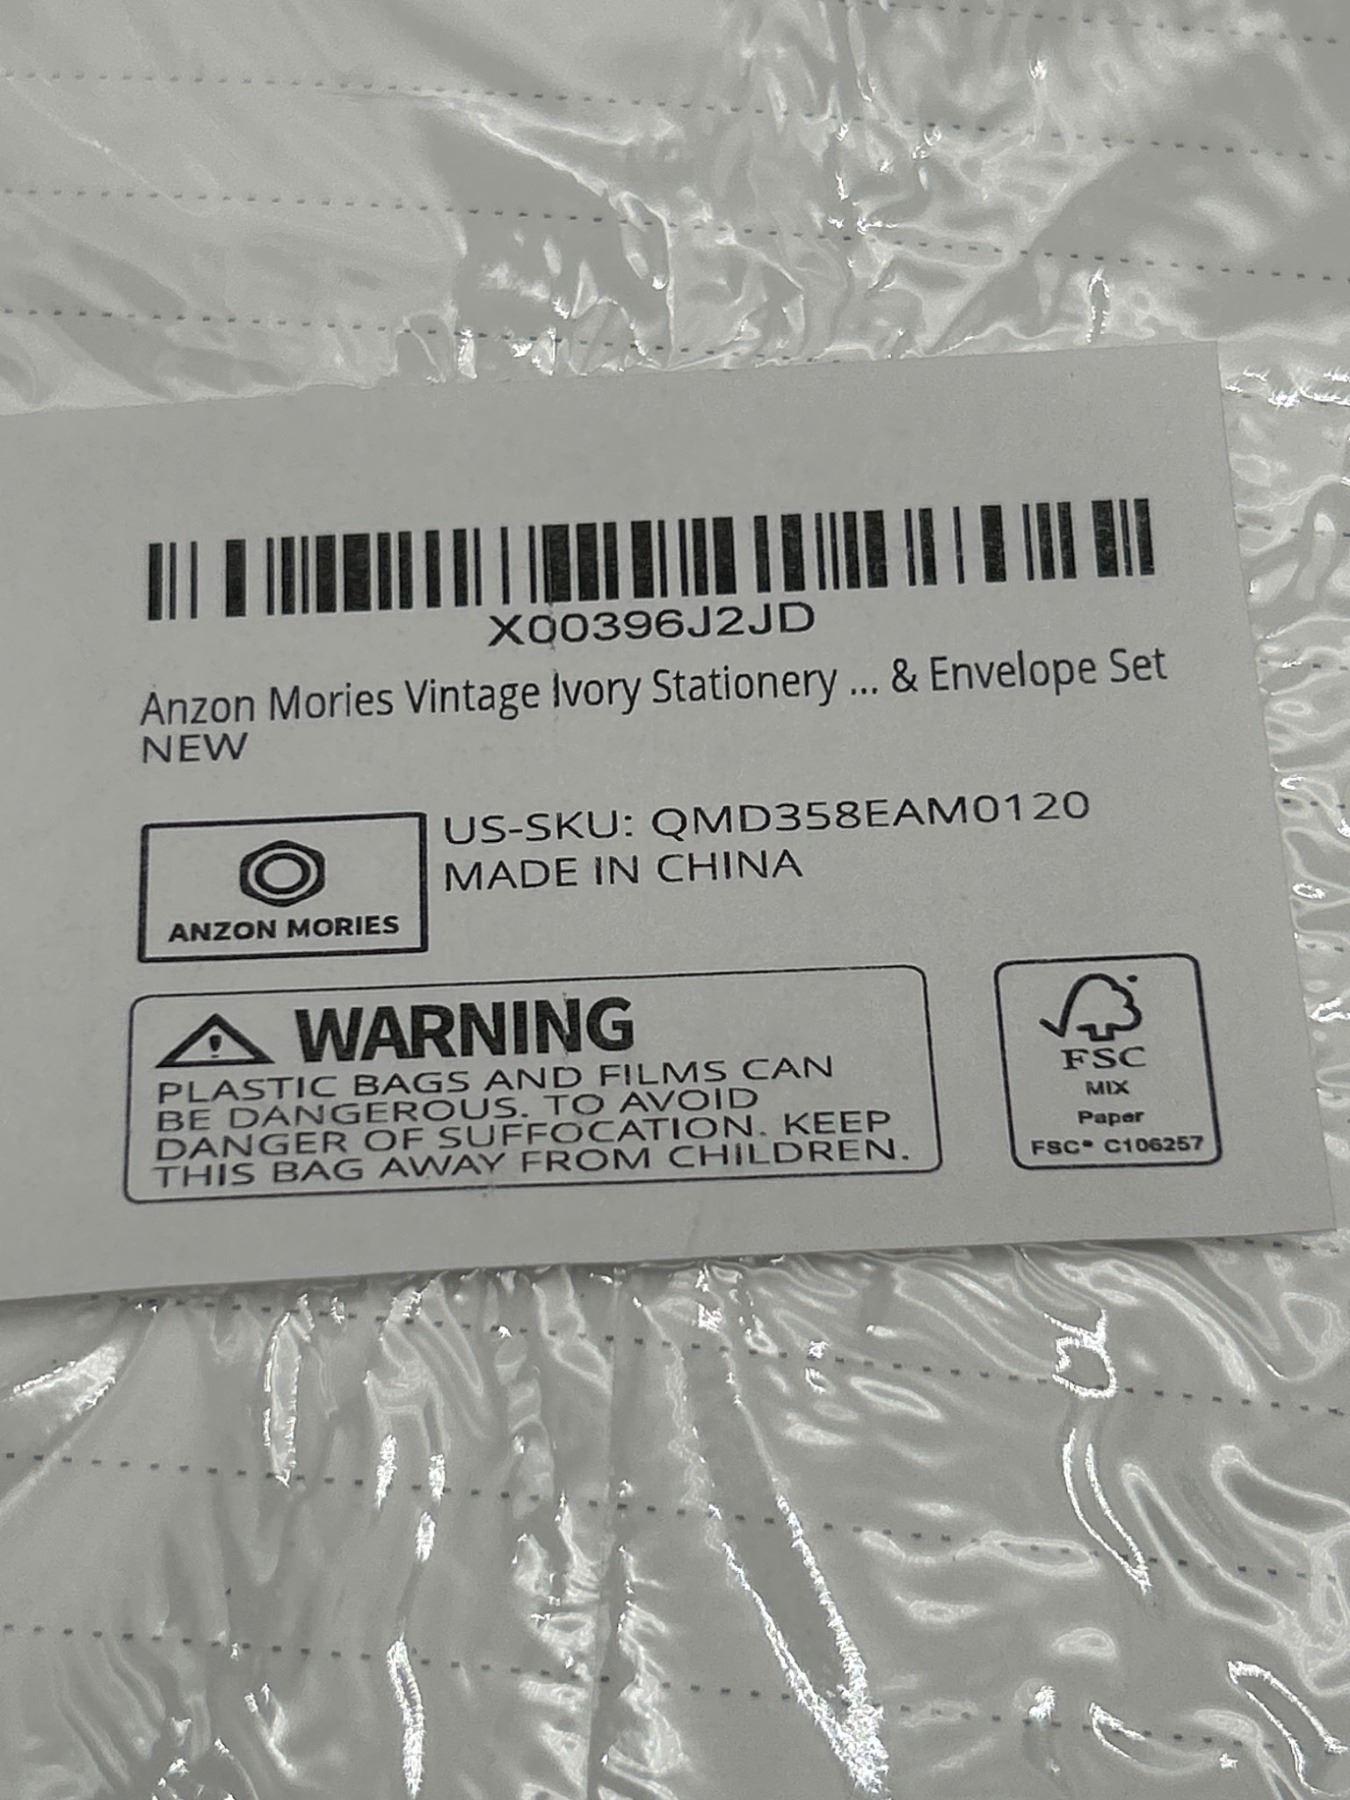 X00396J2JD
Anzon Mories Vintage Ivory Stationery ... & Envelope Set
NEW
US-SKU: QMD358EAM0120
MADE IN CHINA
ANZON MORIES
WARNING
PLASTIC BAGS AND FILMS CAN
BE DANGEROUS. TO AVOID
DANGER OF SUFFOCATION. KEEP
THIS BAG AWAY FROM CHILDREN.
FSC
MIX
Paper
FSC® C106257